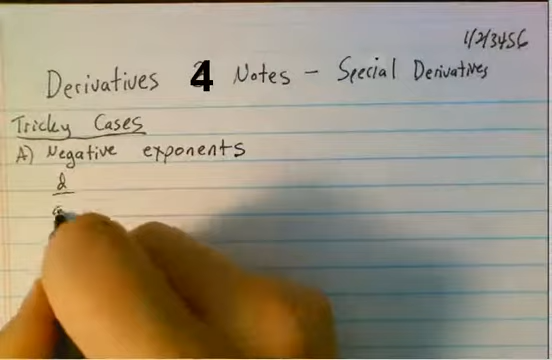 1/2/3456
Derivatives 4 Notes - Special Derivatives
Tricky Cases
A) Negative exponents
d